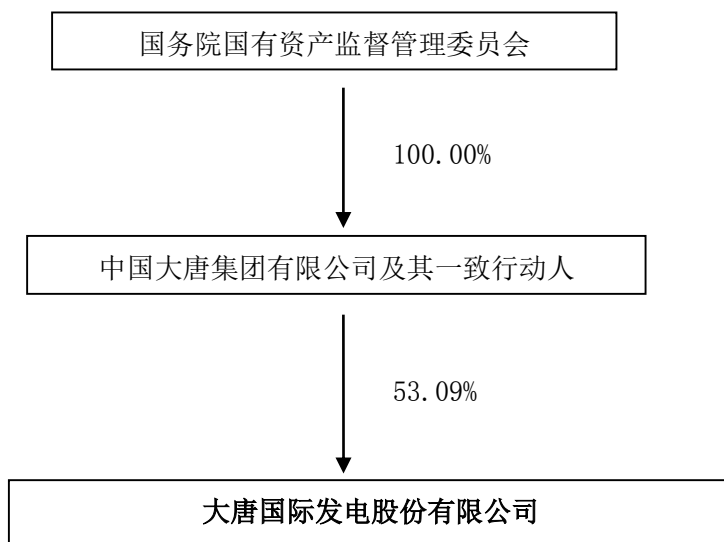 国务院国有资产监督管理委员会
100.00%
中国大唐集团有限公司及其一致行动人
53.09%
大唐国际发电股份有限公司